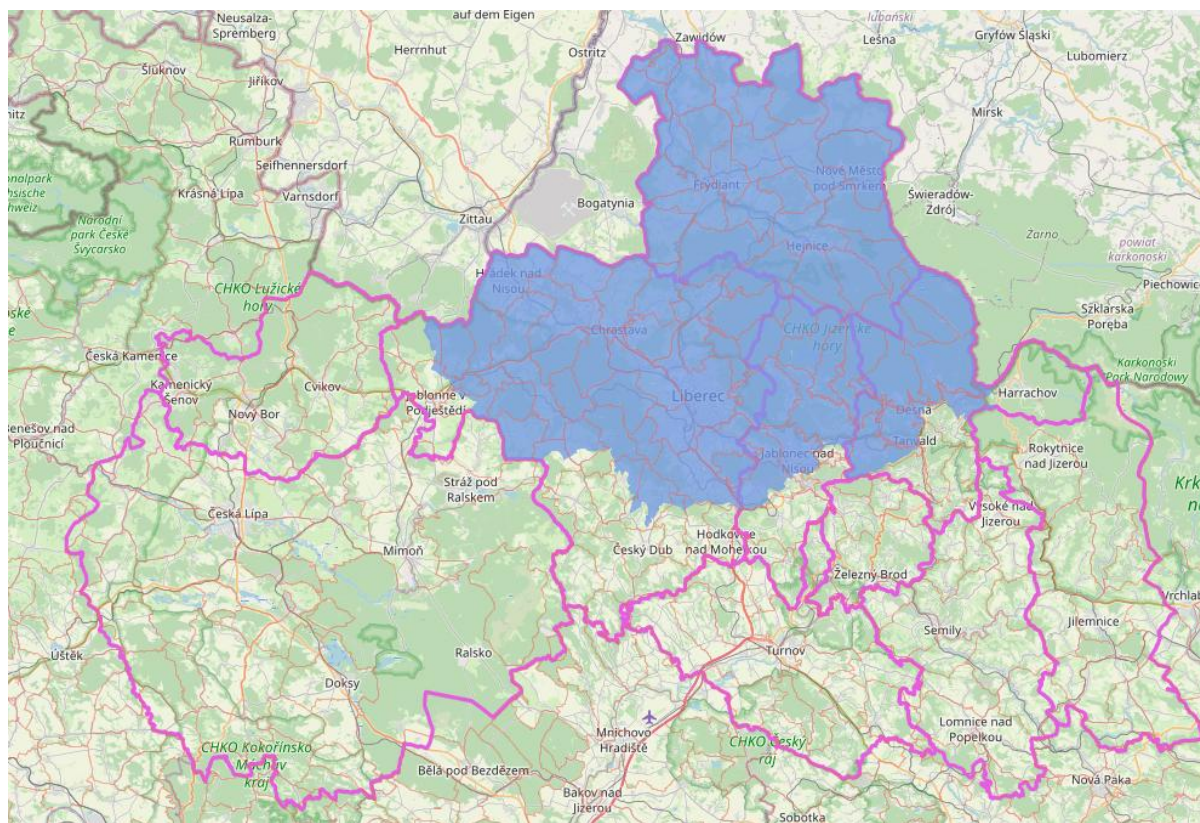 Neusalza-
Spremberg
auf dem Eigen
Herrnhut
Ostritz
Zawidów
lubański
Leśna
Gryfów Śląski
Lubomierz
Šluknov
Jiříkov
Mirsk
Rumburk
Seifhennersdorf
Krásná Lípa
Varnsdorf
Národní
park České
Švýcarsko
Zittau
Bogatynia
Frýdlant
Nové Město
pod Smrkem
Świeradów-
Zdrój
Żarno
powiat
karkonoski
Piechowice
Hejnice
Hrádek nad
Nisou
CHKO Lužické
hory
Szklarska
Poręba
Chrastava
CHKO Jizerské
hory
Česká Kamenice
Kamenický
Šenov
Cvikov
Nový Bor
Jablonné v
Podještědí
Liberec
Desná
Tanvald
Harrachov
Karkonoski
Park Narodowy
Benešov nad
Ploučnicí
Jablonec nad
Nisou
Rokytnice
nad Jizerou
Stráž pod
Ralskem
Vysoké nad
Jizerou
Česká Lípa
Mimoň
Český Dub
Hodkovice
nad Mohelkou
Železný Brod
Vrchlab
Jilemnice
Semily
Úštěk
Ralsko
Turnov
Doksy
Mnichovo
Hradiště
Lomnice nad
Popelkou
CHKO Kokořínsko
Máchův
kraj
CHKO Český
ráj
Bělá pod Bezdězem
Bakov nad
Jizerou
Nová Paka
Sobotka